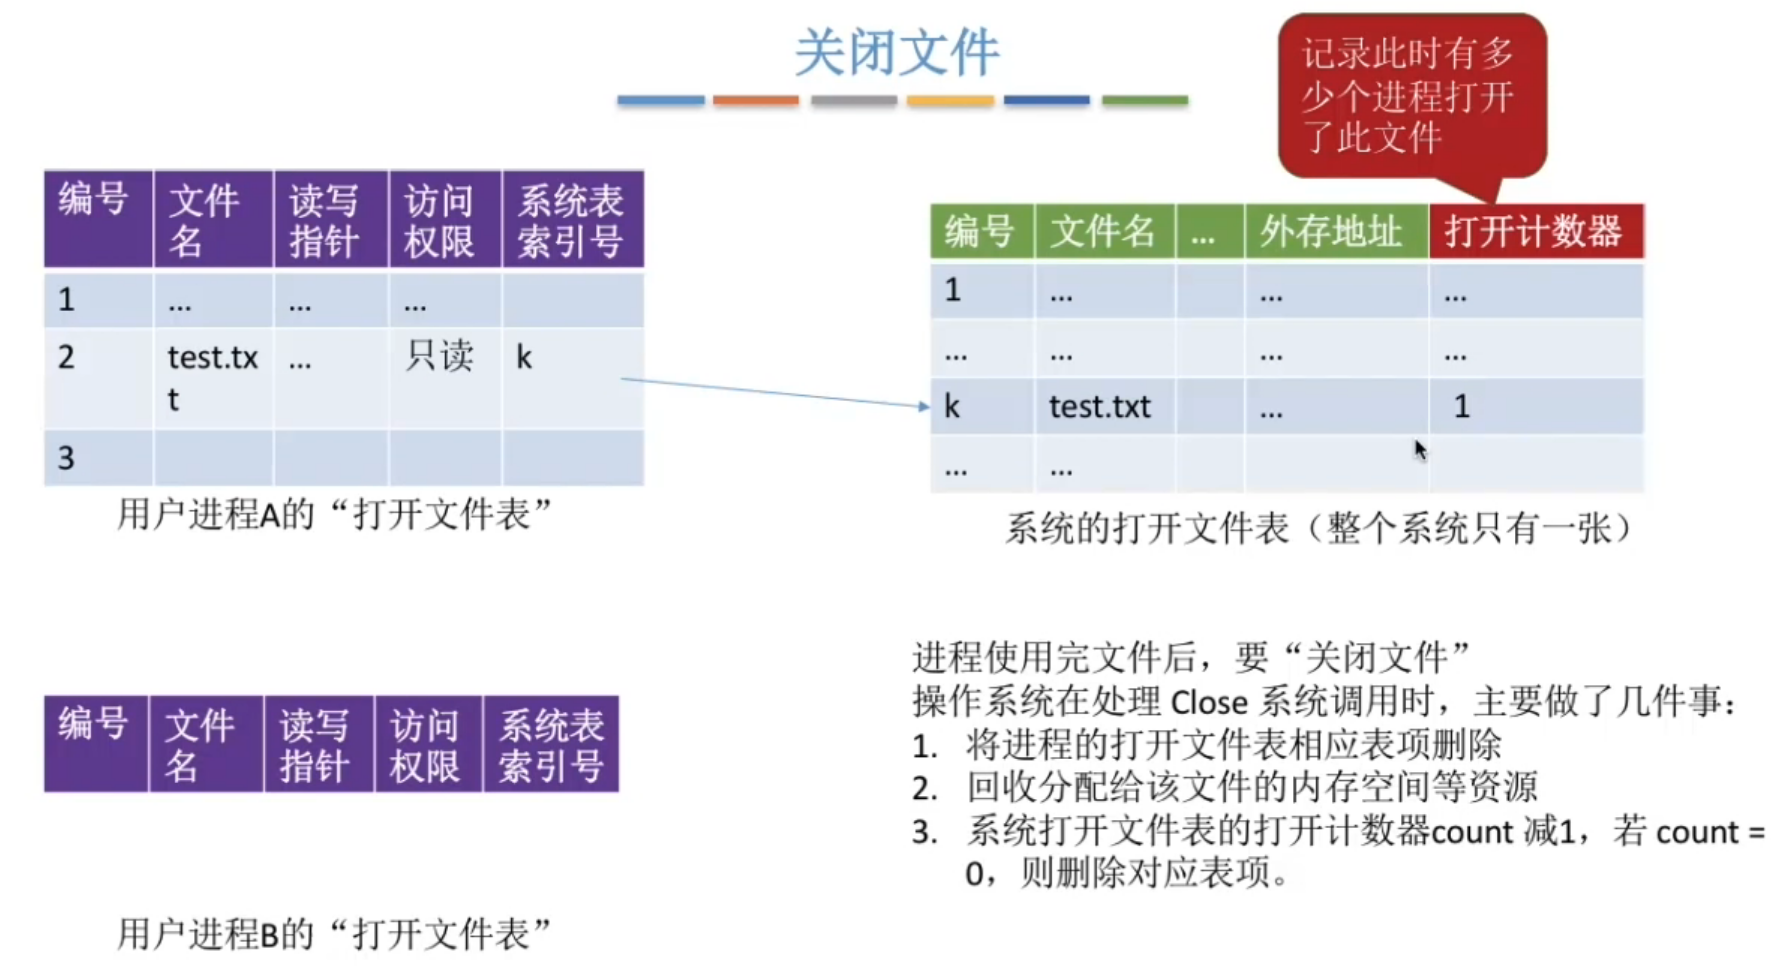 关闭文件
记录此时有多
少个进程打开
了此文件
编号 文件名 读写指针 访问权限 系统表索引号
1 ... ... ...
2 test.txt ... 只读 k
3
用户进程A的“打开文件表”
编号 文件名 ... 外存地址 打开计数器
1 ... ... ...
... ... ... ...
k test.txt ... 1
... ...
系统的打开文件表（整个系统只有一张）
编号 文件名 读写指针 访问权限 系统表索引号
用户进程B的“打开文件表”
进程使用完文件后，要“关闭文件”
操作系统在处理 Close 系统调用时，主要做了几件事：
1. 将进程的打开文件表相应表项删除
2. 回收分配给该文件的内存空间等资源
3. 系统打开文件表的打开计数器count 减1，若 count =
0，则删除对应表项。